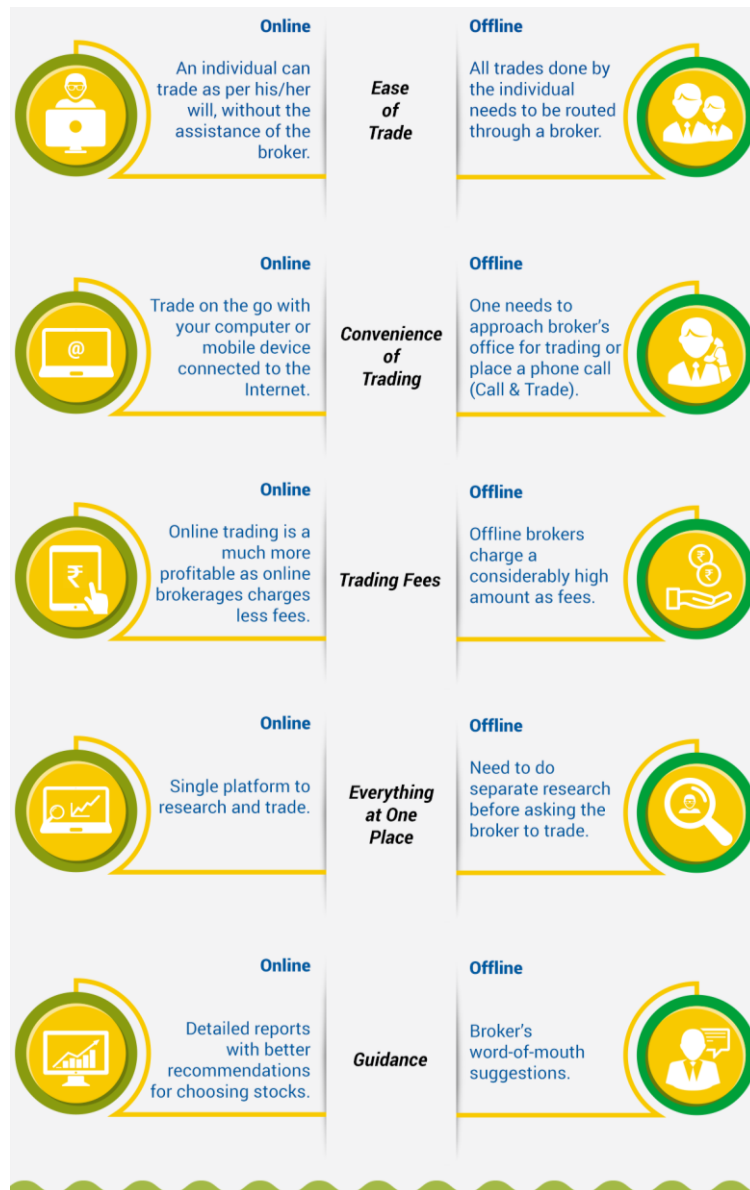 Online
An individual can
trade as per his/her
will, without the
assistance of the
broker.
Ease
of
Trade
Offline
All trades done by
the individual
needs to be routed
through a broker.
Online
Trade on the go with
your computer or
mobile device
connected to the
Internet.
Convenience
of
Trading
Offline
One needs to
approach broker's
office for trading or
place a phone call
(Call & Trade).
@
Online
Online trading is a
much more
profitable as online
brokerages charges
less fees.
Trading Fees
Offline
Offline brokers
charge a
considerably high
amount as fees.
₹
₹
₹
Online
Single platform to
research and trade.
Everything
at One
Place
Offline
Need to do
separate research
before asking the
broker to trade.
Online
Detailed reports
with better
recommendations
for choosing stocks.
Guidance
Offline
Broker's
word-of-mouth
suggestions.